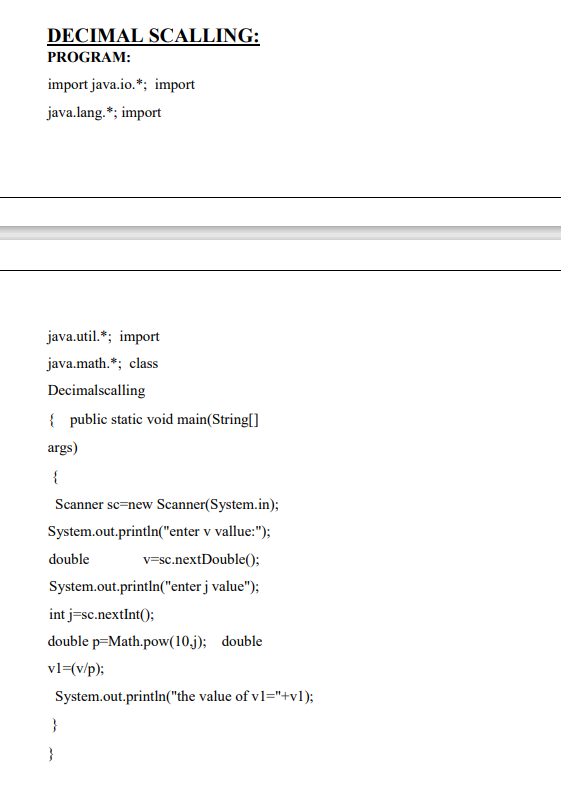 DECIMAL SCALLING:
PROGRAM:
import java.io.*; import
java.lang.*; import
java.util.*; import
java.math.*; class
Decimalscalling
{ public static void main(String[]
args)
{
Scanner sc=new Scanner(System.in);
System.out.println("enter v vallue:");
double v=sc.nextDouble();
System.out.println("enter j value");
int j=sc.nextInt();
double p=Math.pow(10,j); double
v1=(v/p);
System.out.println("the value of v1="+v1);
}
}